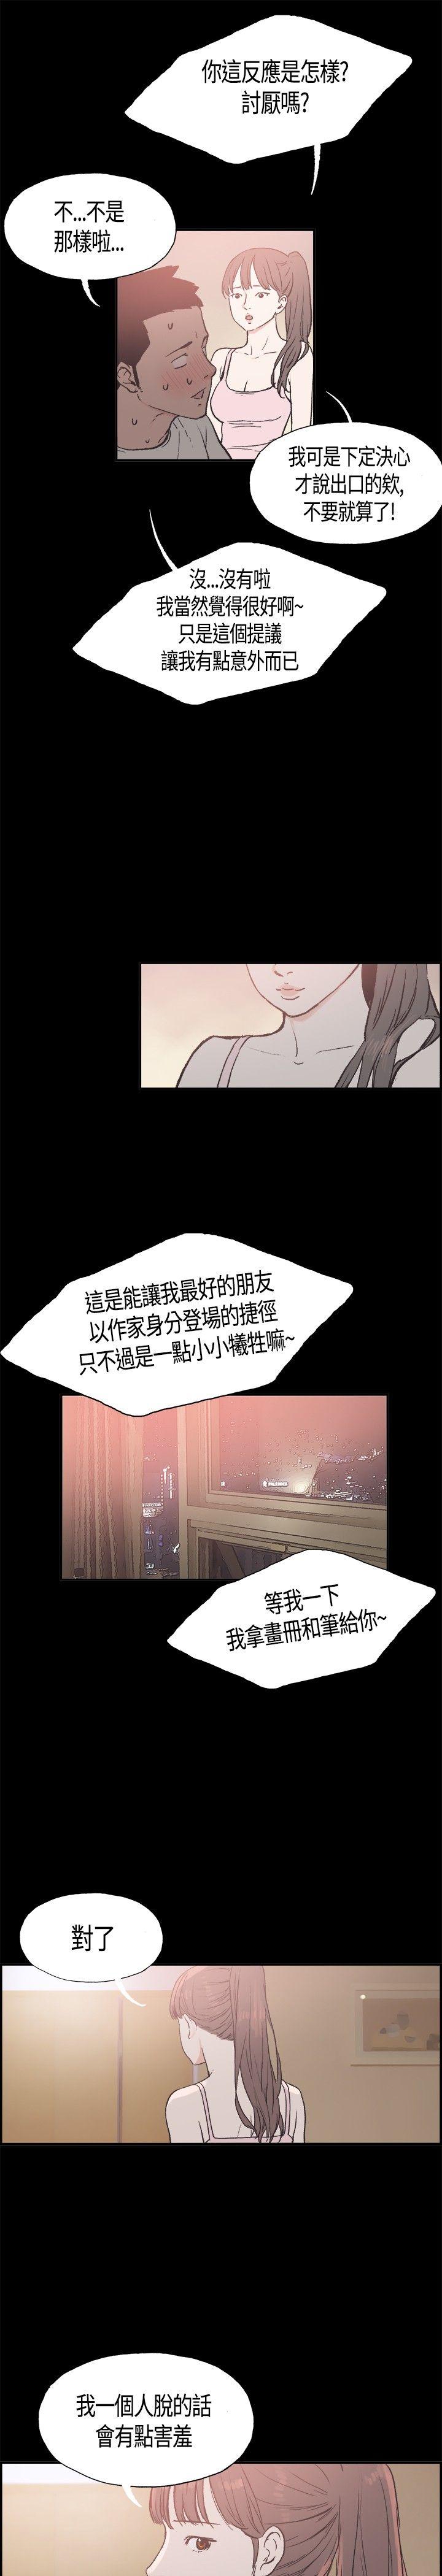 你這反應是怎樣?
討厭嗎?
不...不是
那樣啦...
我可是下定決心
才說出口的欸,
不要就算了!
沒...沒有啦
我當然覺得很好啊~
只是這個提議
讓我有點意外而已
這是能讓我最好的朋友
以作家身分登場的捷徑
只不過是一點小小犧牲嘛~
等我一下
我拿畫冊和筆給你~
對了
我一個人脫的話
會有點害羞